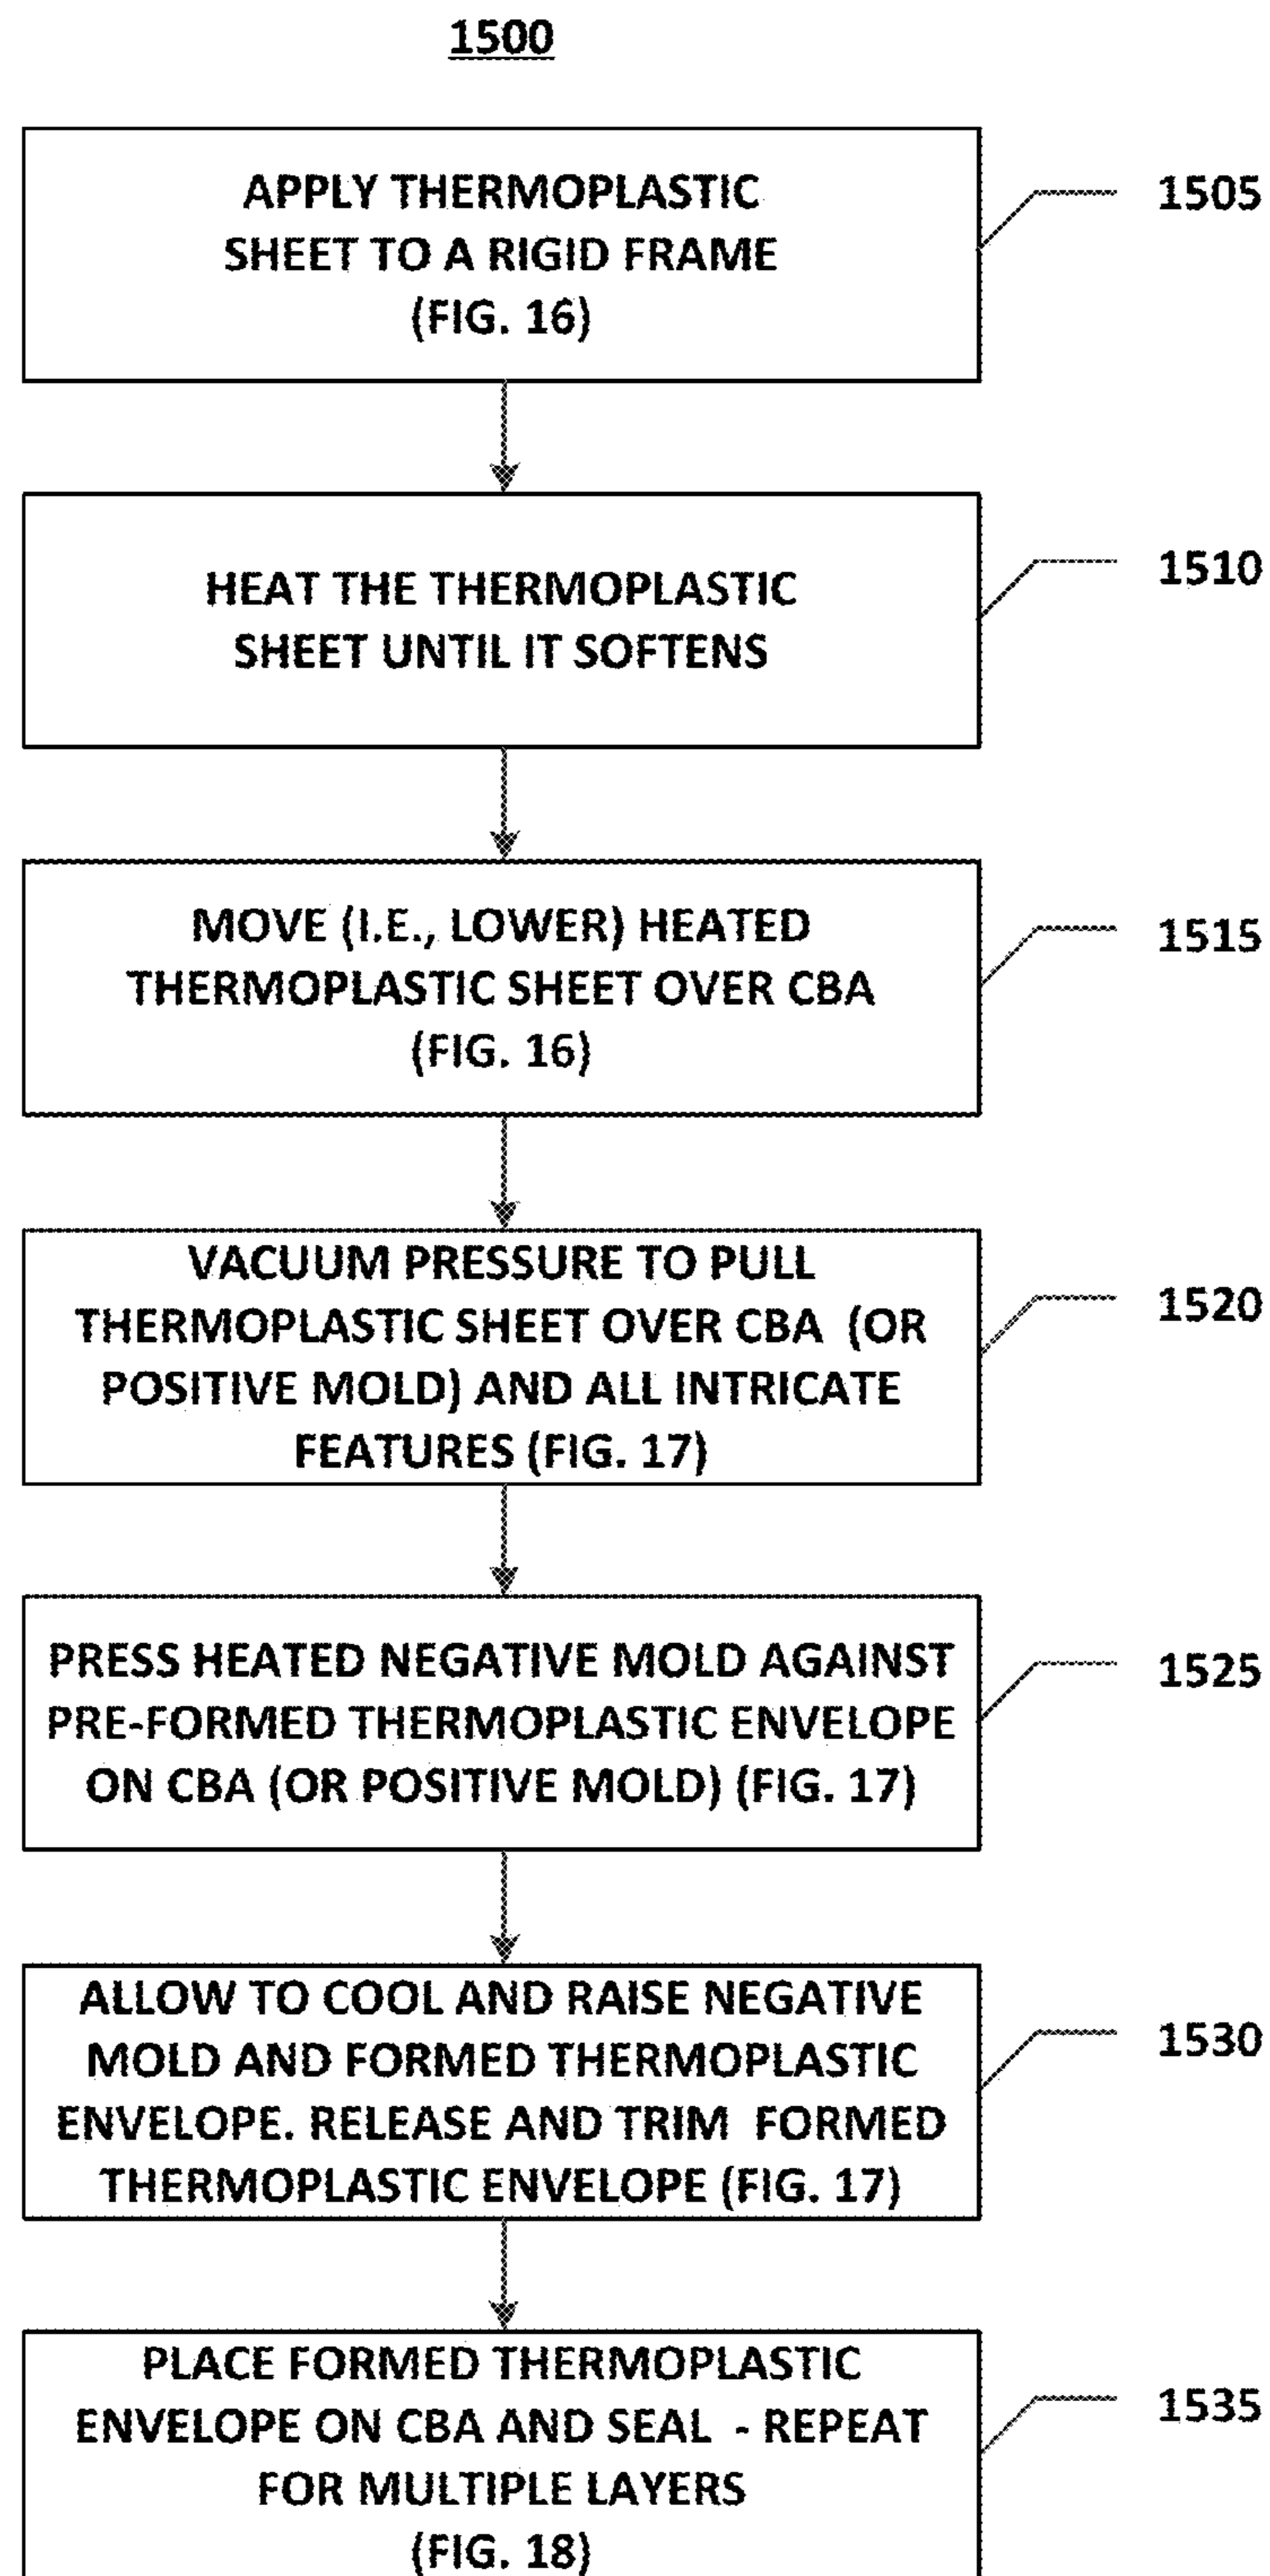 1500
APPLY THERMOPLASTIC
SHEET TO A RIGID FRAME
(FIG. 16)
1505
HEAT THE THERMOPLASTIC
SHEET UNTIL IT SOFTENS
1510
MOVE (I.E., LOWER) HEATED
THERMOPLASTIC SHEET OVER CBA
(FIG. 16)
1515
VACUUM PRESSURE TO PULL
THERMOPLASTIC SHEET OVER CBA (OR
POSITIVE MOLD) AND ALL INTRICATE
FEATURES (FIG. 17)
1520
PRESS HEATED NEGATIVE MOLD AGAINST
PRE-FORMED THERMOPLASTIC ENVELOPE
ON CBA (OR POSITIVE MOLD) (FIG. 17)
1525
ALLOW TO COOL AND RAISE NEGATIVE
MOLD AND FORMED THERMOPLASTIC
ENVELOPE. RELEASE AND TRIM FORMED
THERMOPLASTIC ENVELOPE (FIG. 17)
1530
PLACE FORMED THERMOPLASTIC
ENVELOPE ON CBA AND SEAL - REPEAT
FOR MULTIPLE LAYERS
(FIG. 18)
1535